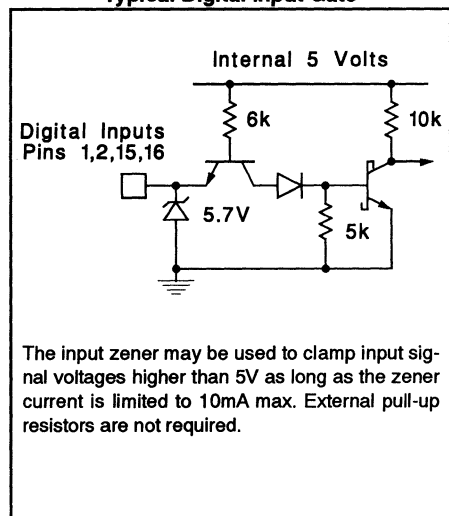 Typical Digital Input Gate
Internal 5 Volts
6k
10k
Digital Inputs
Pins 1,2,15,16
5.7V
5k
The input zener may be used to clamp input sig-
nal voltages higher than 5V as long as the zener
current is limited to 10mA max. External pull-up
resistors are not required.